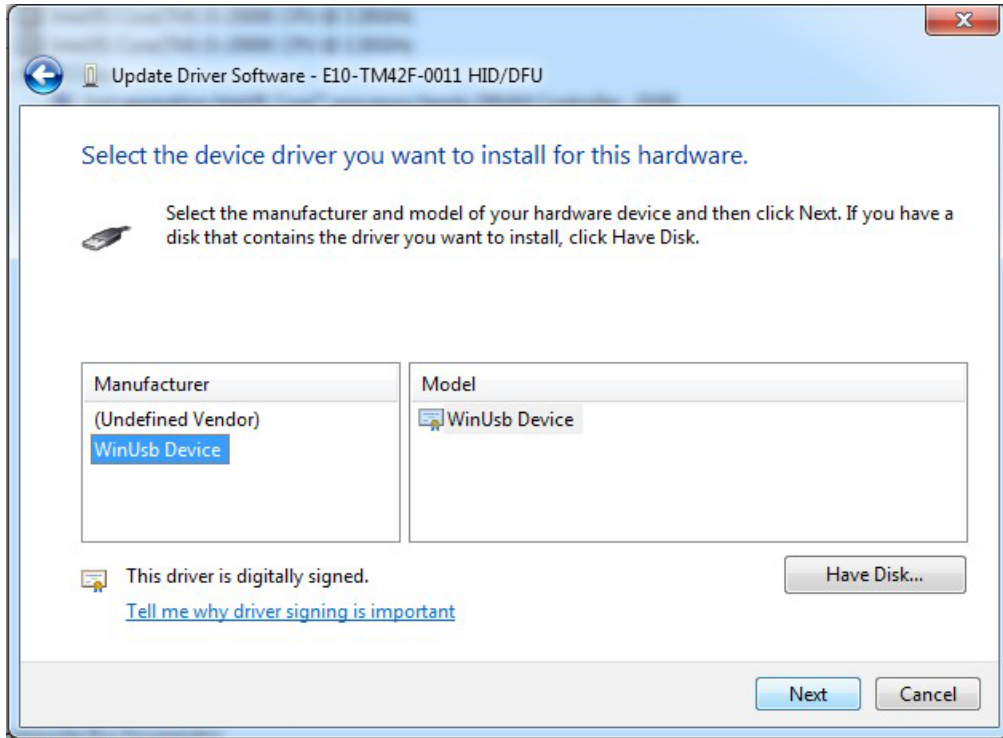 Update Driver Software - E10-TM42F-0011 HID/DFU
Select the device driver you want to install for this hardware.
Select the manufacturer and model of your hardware device and then click Next. If you have a
disk that contains the driver you want to install, click Have Disk.
Manufacturer
(Undefined Vendor)
WinUsb Device
Model
WinUsb Device
This driver is digitally signed.
Have Disk...
Tell me why driver signing is important
Next
Cancel